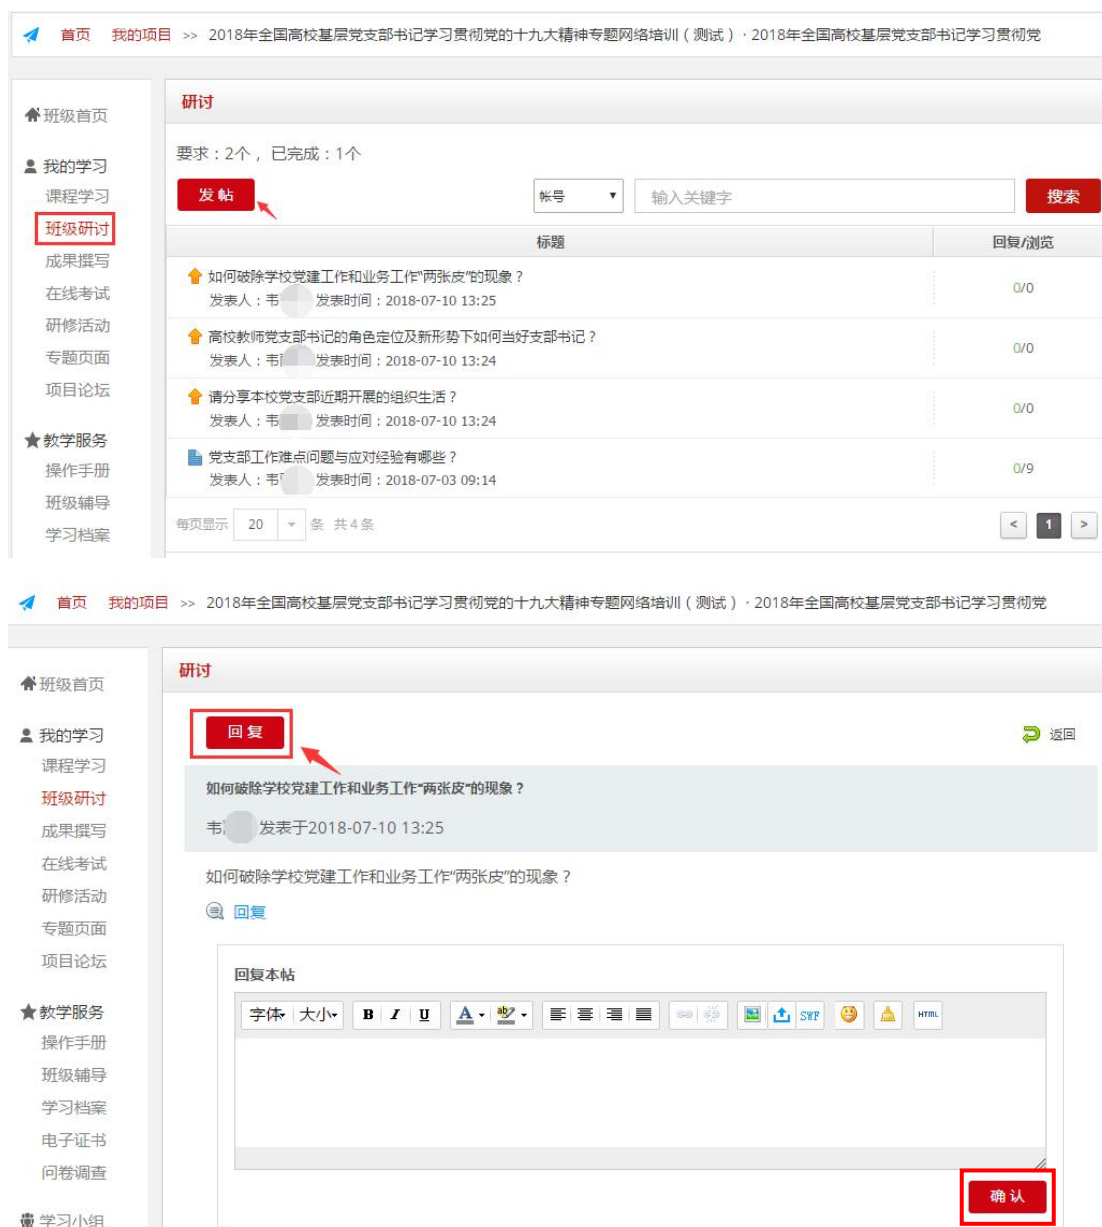 首页 我的项目 >> 2018年全国高校基层党支部书记学习贯彻党的十九大精神专题网络培训（测试）· 2018年全国高校基层党支部书记学习贯彻党
班级首页
我的学习
课程学习
班级研讨
成果撰写
在线考试
研修活动
专题页面
项目论坛
教学服务
操作手册
班级辅导
学习档案
研讨
要求：2个，已完成：1个
发 帖
帐号 输入关键字 搜索
标题 回复/浏览
如何破除学校党建工作和业务工作“两张皮”的现象？
发表人：韦 发表时间：2018-07-10 13:25 0/0
高校教师党支部书记的角色定位及新形势下如何当好支部书记？
发表人：韦 发表时间：2018-07-10 13:24 0/0
请分享本校党支部近期开展的组织生活？
发表人：韦 发表时间：2018-07-10 13:24 0/0
党支部工作难点问题与应对经验有哪些？
发表人：韦 发表时间：2018-07-03 09:14 0/9
每页显示 20 条 共4条 < 1 >
首页 我的项目 >> 2018年全国高校基层党支部书记学习贯彻党的十九大精神专题网络培训（测试）· 2018年全国高校基层党支部书记学习贯彻党
班级首页
我的学习
课程学习
班级研讨
成果撰写
在线考试
研修活动
专题页面
项目论坛
教学服务
操作手册
班级辅导
学习档案
电子证书
问卷调查
学习小组
研讨
回 复 返回
如何破除学校党建工作和业务工作“两张皮”的现象？
韦 发表于2018-07-10 13:25
如何破除学校党建工作和业务工作“两张皮”的现象？
回复
回复本帖
字体 大小 B I U A ab SWF HTML
确 认